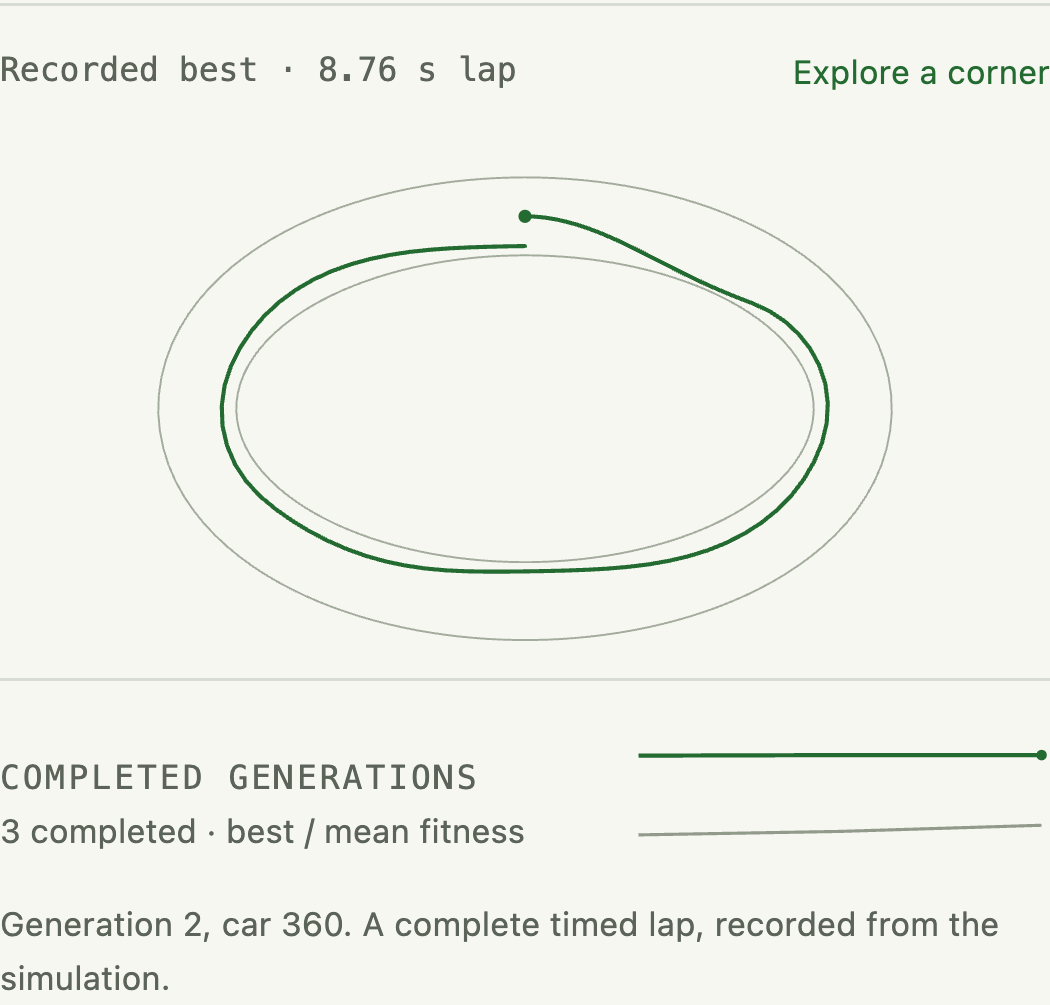 Recorded best · 8.76 s lap
Explore a corner
COMPLETED GENERATIONS
3 completed · best / mean fitness
Generation 2, car 360. A complete timed lap, recorded from the
simulation.